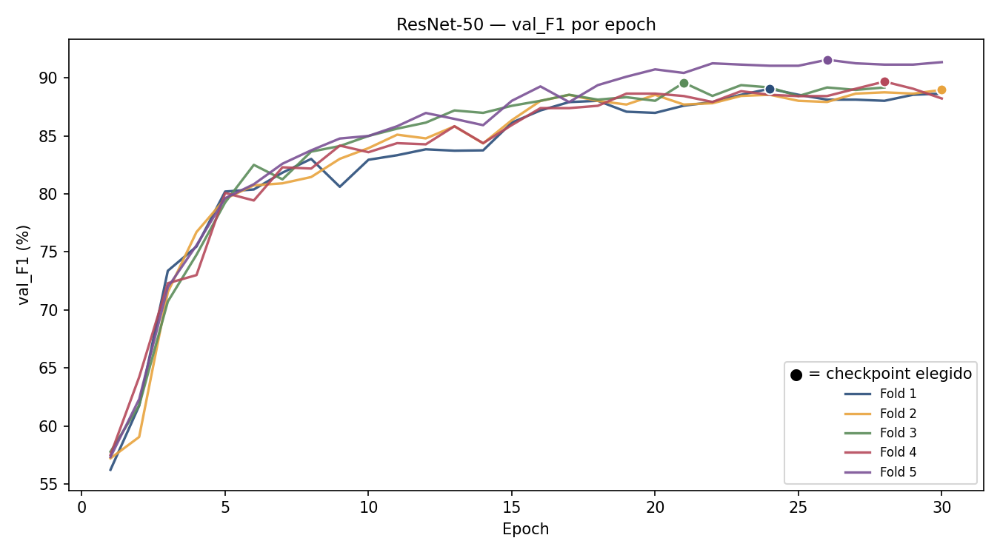 ResNet-50 — val_F1 por epoch
val_F1 (%)
90
85
80
75
70
65
60
55
0 5 10 15 20 25 30
Epoch
● = checkpoint elegido
Fold 1
Fold 2
Fold 3
Fold 4
Fold 5